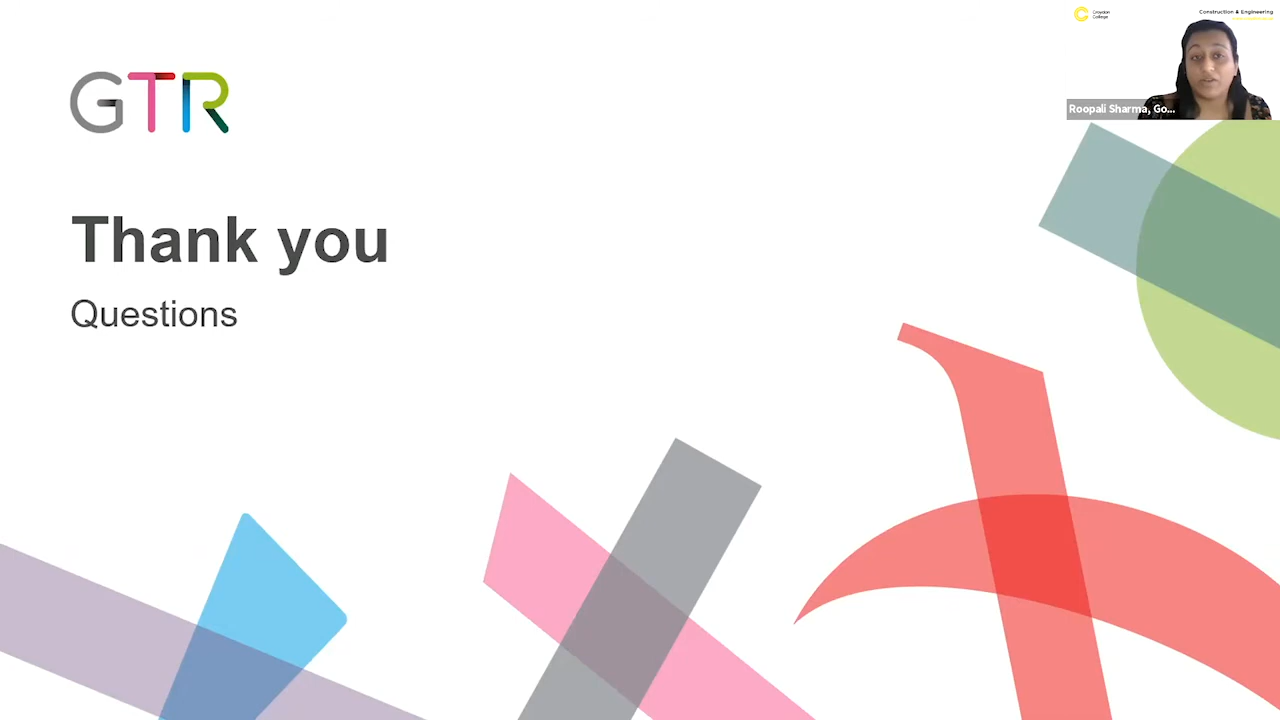 GTR
Thank you
Questions
Croydon
College
Construction & Engineering
Roopali Sharma, Go...